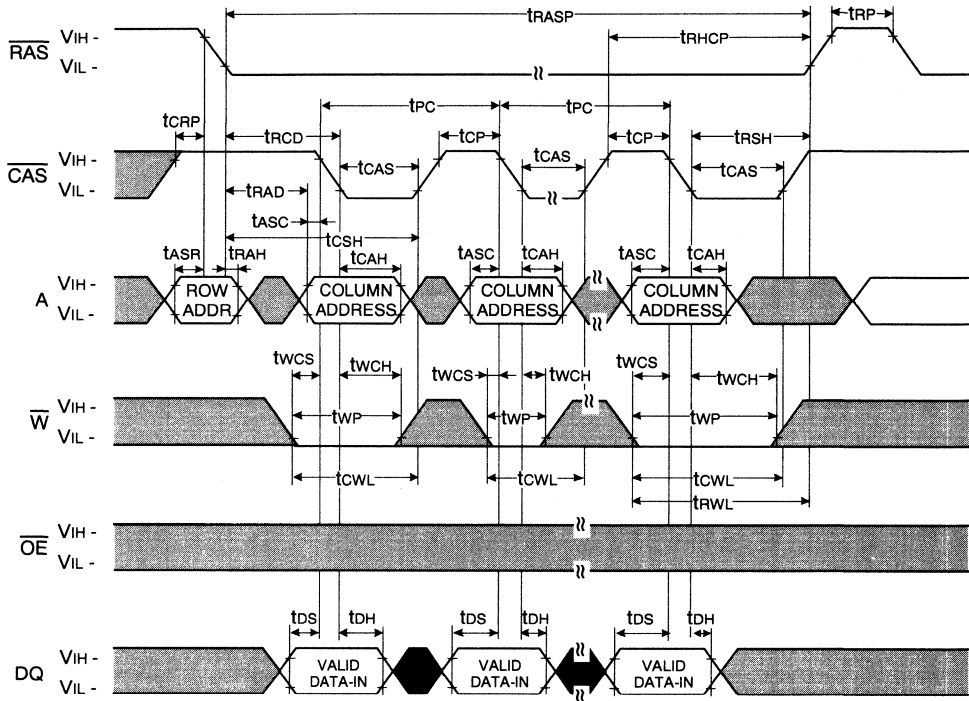 tRASP tRP
RAS VIH - tRHCP
VIL -
tPC tPC
tCRP tRCD tCP tCP tRSH
CAS VIH - tCAS tCAS tCAS
VIL - tRAD
tASC tCSH
tASR tRAH tCAH tASC tCAH tASC tCAH
A VIH - ROW ADDR COLUMN ADDRESS COLUMN ADDRESS COLUMN ADDRESS
VIL -
tWCS tWCH tWCS tWCH tWCS tWCH
W VIH - tWP tWP tWP
VIL -
tCWL tCWL tCWL
tRWL
OE VIH -
VIL -
tDS tDH tDS tDH tDS tDH
DQ VIH - VALID DATA-IN VALID DATA-IN VALID DATA-IN
VIL -